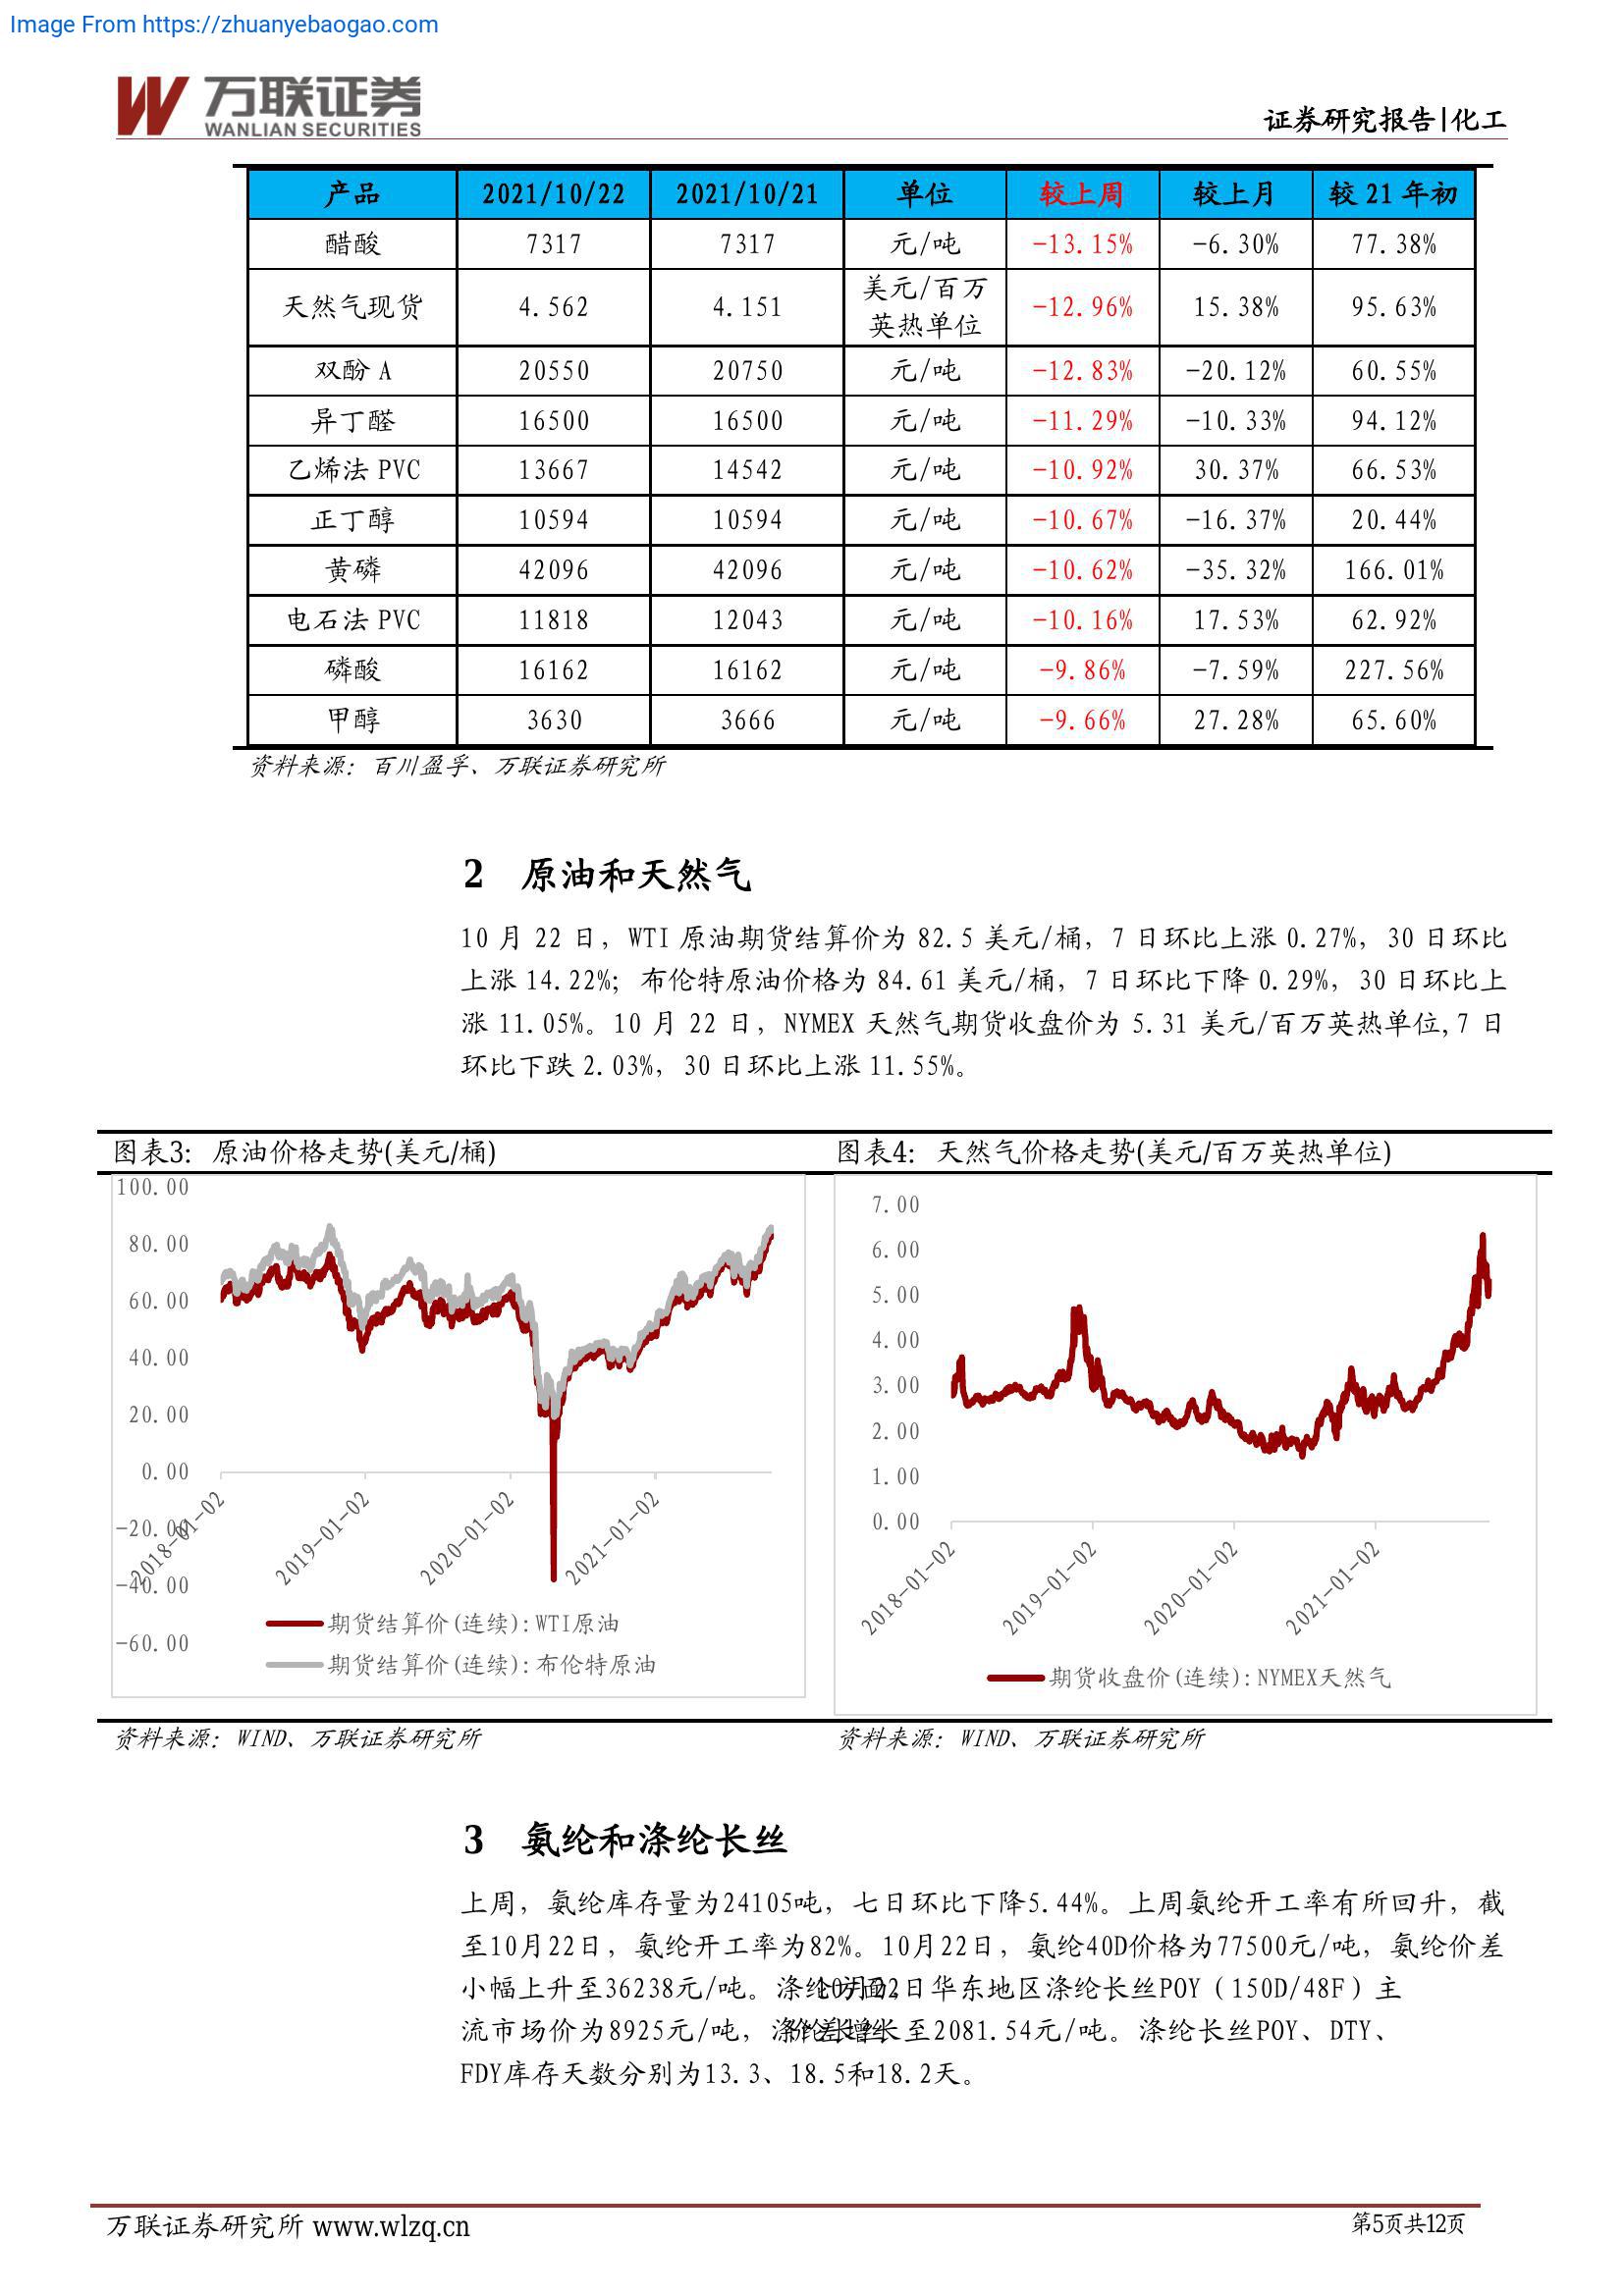 Image From https://zhuanyebaogao.com
万联证券
WANLIAN SECURITIES
证券研究报告|化工
产品 2021/10/22 2021/10/21 单位 较上周 较上月 较 21 年初
醋酸 7317 7317 元/吨 -13.15% -6.30% 77.38%
天然气现货 4.562 4.151 美元/百万英热单位 -12.96% 15.38% 95.63%
双酚 A 20550 20750 元/吨 -12.83% -20.12% 60.55%
异丁醛 16500 16500 元/吨 -11.29% -10.33% 94.12%
乙烯法 PVC 13667 14542 元/吨 -10.92% 30.37% 66.53%
正丁醇 10594 10594 元/吨 -10.67% -16.37% 20.44%
黄磷 42096 42096 元/吨 -10.62% -35.32% 166.01%
电石法 PVC 11818 12043 元/吨 -10.16% 17.53% 62.92%
磷酸 16162 16162 元/吨 -9.86% -7.59% 227.56%
甲醇 3630 3666 元/吨 -9.66% 27.28% 65.60%
资料来源：百川盈孚、万联证券研究所
2 原油和天然气
10 月 22 日，WTI 原油期货结算价为 82.5 美元/桶，7 日环比上涨 0.27%，30 日环比
上涨 14.22%；布伦特原油价格为 84.61 美元/桶，7 日环比下降 0.29%，30 日环比上
涨 11.05%。10 月 22 日，NYMEX 天然气期货收盘价为 5.31 美元/百万英热单位,7 日
环比下跌 2.03%，30 日环比上涨 11.55%。
图表3：原油价格走势(美元/桶)
100.00
80.00
60.00
40.00
20.00
0.00
-20.00
-40.00
-60.00
2018-01-02
2019-01-02
2020-01-02
2021-01-02
期货结算价(连续):WTI原油
期货结算价(连续):布伦特原油
资料来源：WIND、万联证券研究所
图表4：天然气价格走势(美元/百万英热单位)
7.00
6.00
5.00
4.00
3.00
2.00
1.00
0.00
2018-01-02
2019-01-02
2020-01-02
2021-01-02
期货收盘价(连续):NYMEX天然气
资料来源：WIND、万联证券研究所
3 氨纶和涤纶长丝
上周，氨纶库存量为24105吨，七日环比下降5.44%。上周氨纶开工率有所回升，截
至10月22日，氨纶开工率为82%。10月22日，氨纶40D价格为77500元/吨，氨纶价差
小幅上升至36238元/吨。涤纶方面，10月22日华东地区涤纶长丝POY（150D/48F）主
流市场价为8925元/吨，涤纶长丝价差增长至2081.54元/吨。涤纶长丝POY、DTY、
FDY库存天数分别为13.3、18.5和18.2天。
万联证券研究所 www.wlzq.cn
第5页共12页